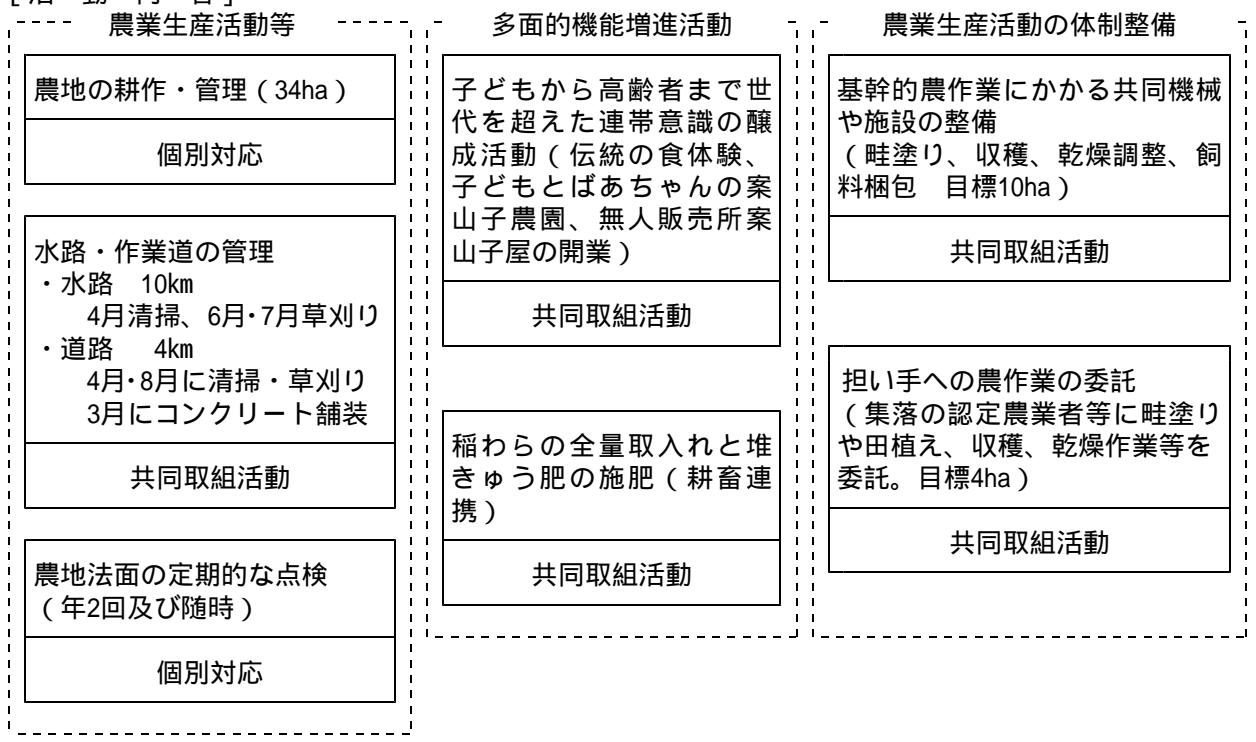 [活動内容]
農業生産活動等
農地の耕作・管理（34ha）
個別対応
水路・作業道の管理
・水路　10km
4月清掃、6月・7月草刈り
・道路　4km
4月・8月に清掃・草刈り
3月にコンクリート舗装
共同取組活動
農地法面の定期的な点検
（年2回及び随時）
個別対応
多面的機能増進活動
子どもから高齢者まで世
代を超えた連帯意識の醸
成活動（伝統の食体験、
子どもとばあちゃんの案
山子農園、無人販売所案
山子屋の開業）
共同取組活動
稲わらの全量取入れと堆
きゅう肥の施肥（耕畜連
携）
共同取組活動
農業生産活動の体制整備
基幹的農作業にかかる共同機械
や施設の整備
（畦塗り、収穫、乾燥調整、飼
料梱包　目標10ha）
共同取組活動
担い手への農作業の委託
（集落の認定農業者等に畦塗り
や田植え、収穫、乾燥作業等を
委託。目標4ha）
共同取組活動